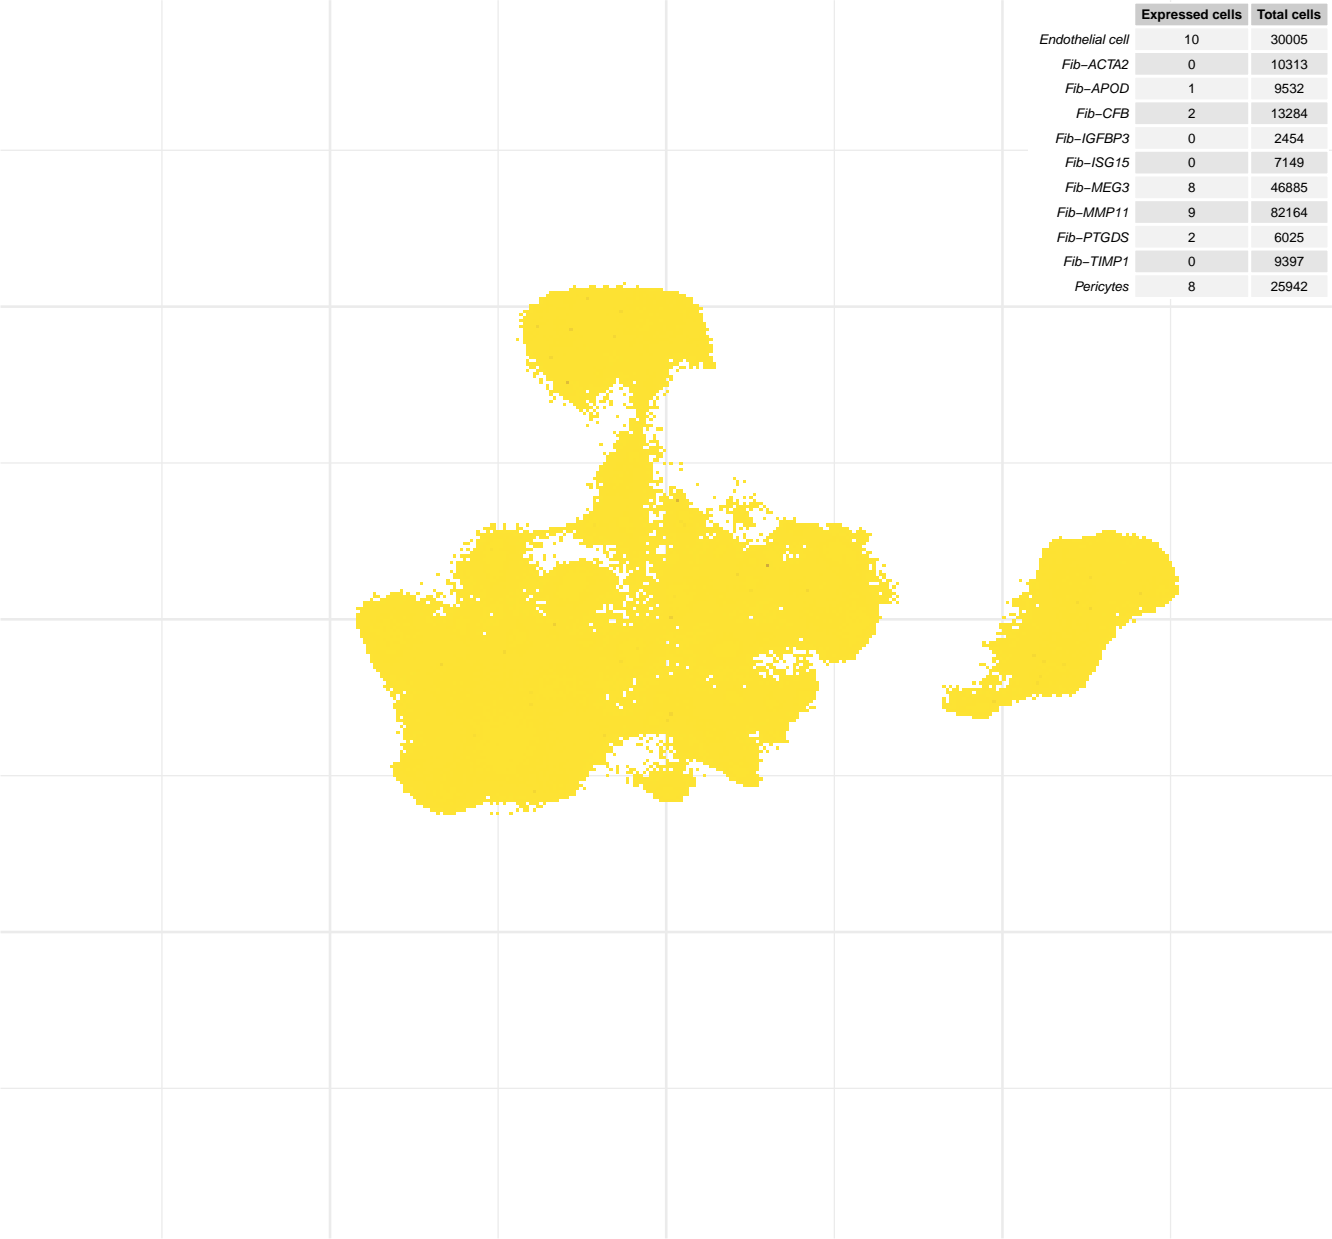 Expressed cells Total cells
Endothelial cell 10 30005
Fib−ACTA2 0 10313
Fib−APOD 1 9532
Fib−CFB 2 13284
Fib−IGFBP3 0 2454
Fib−ISG15 0 7149
Fib−MEG3 8 46885
Fib−MMP11 9 82164
Fib−PTGDS 2 6025
Fib−TIMP1 0 9397
Pericytes 8 25942